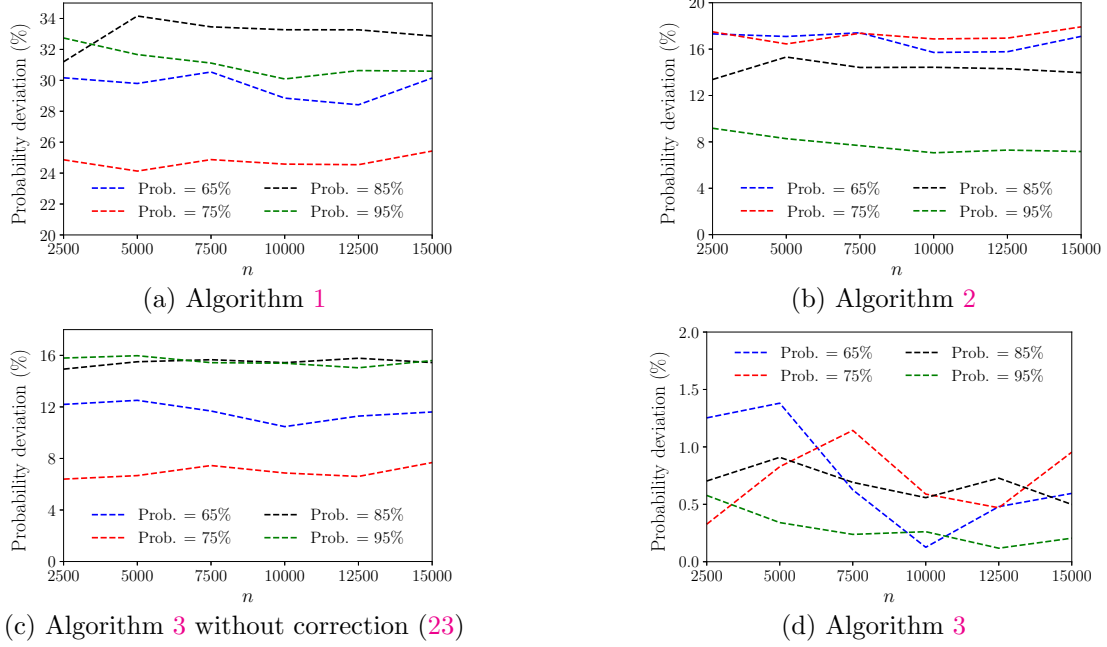 Probability deviation (%)
34
32
30
28
26
24
22
20
Prob. = 65%
Prob. = 85%
Prob. = 75%
Prob. = 95%
2500 5000 7500 10000 12500 15000
n
(a) Algorithm 1
Probability deviation (%)
20
16
12
8
4
0
Prob. = 65%
Prob. = 85%
Prob. = 75%
Prob. = 95%
2500 5000 7500 10000 12500 15000
n
(b) Algorithm 2
Probability deviation (%)
16
12
8
4
0
Prob. = 65%
Prob. = 85%
Prob. = 75%
Prob. = 95%
2500 5000 7500 10000 12500 15000
n
(c) Algorithm 3 without correction (23)
Probability deviation (%)
2.0
1.5
1.0
0.5
0.0
Prob. = 65%
Prob. = 85%
Prob. = 75%
Prob. = 95%
2500 5000 7500 10000 12500 15000
n
(d) Algorithm 3